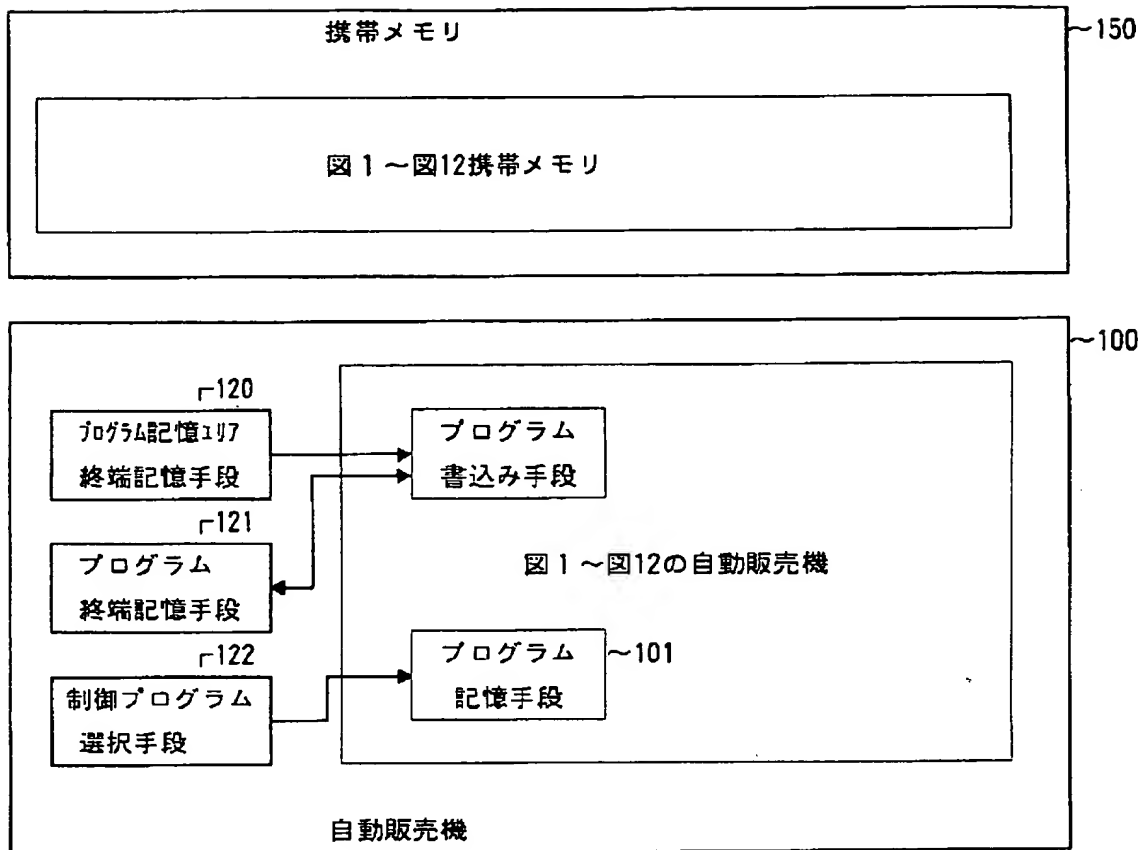 携帯メモリ
~150
図1~図12携帯メモリ
~100
120
プログラム記憶エリア
終端記憶手段
プログラム
書込み手段
121
プログラム
終端記憶手段
図1~図12の自動販売機
122
制御プログラム
選択手段
プログラム
記憶手段
~101
自動販売機